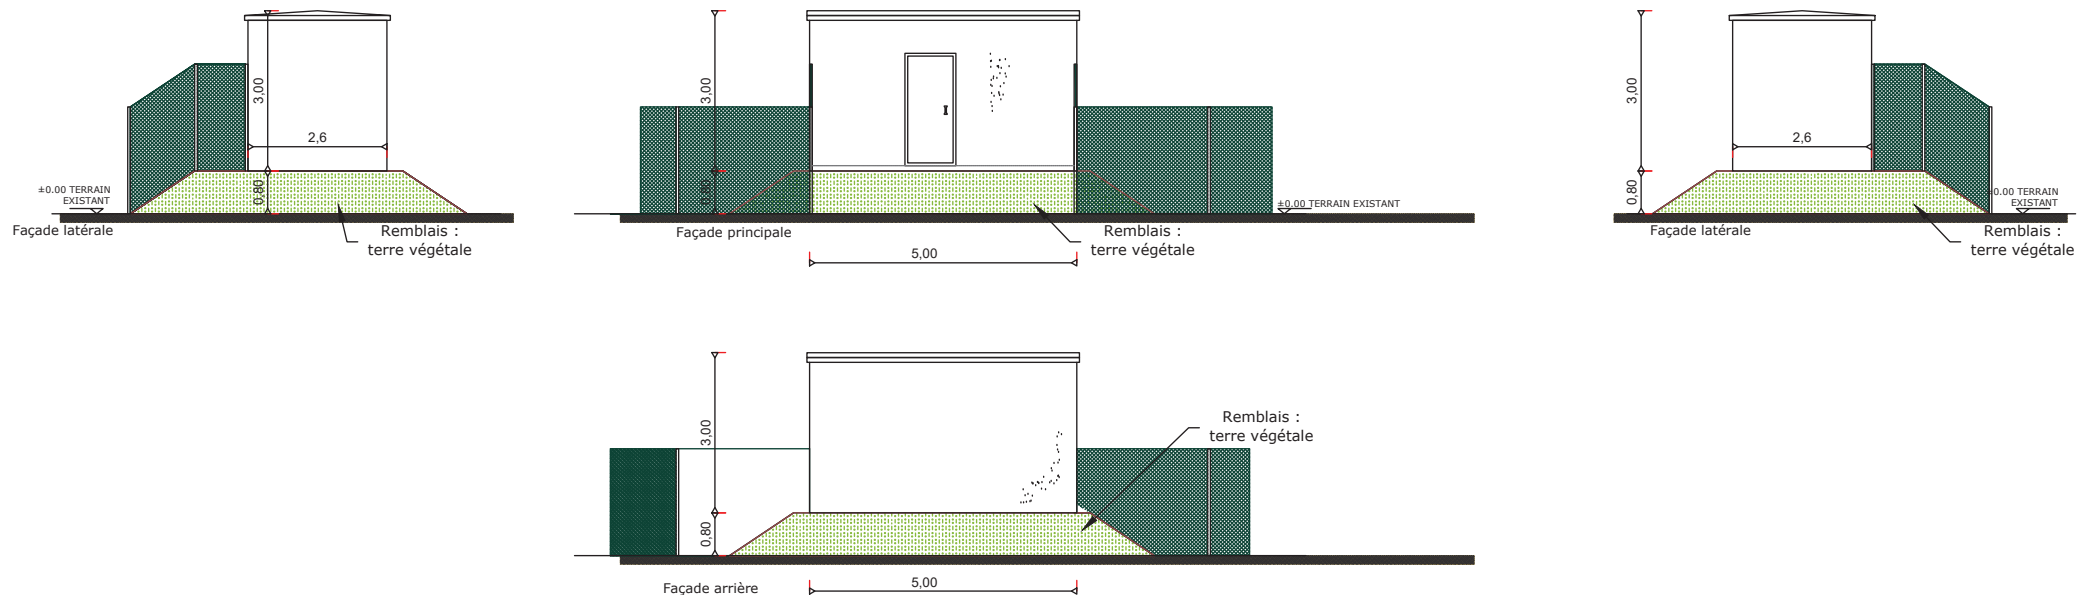 3,00
2,6
0,80
±0.00 TERRAIN
EXISTANT
Façade latérale
Remblais :
terre végétale
3,00
0,80
±0.00 TERRAIN EXISTANT
Façade principale
Remblais :
terre végétale
5,00
3,00
2,6
0,80
±0.00 TERRAIN
EXISTANT
Façade latérale
Remblais :
terre végétale
3,00
0,80
Remblais :
terre végétale
Façade arrière
5,00